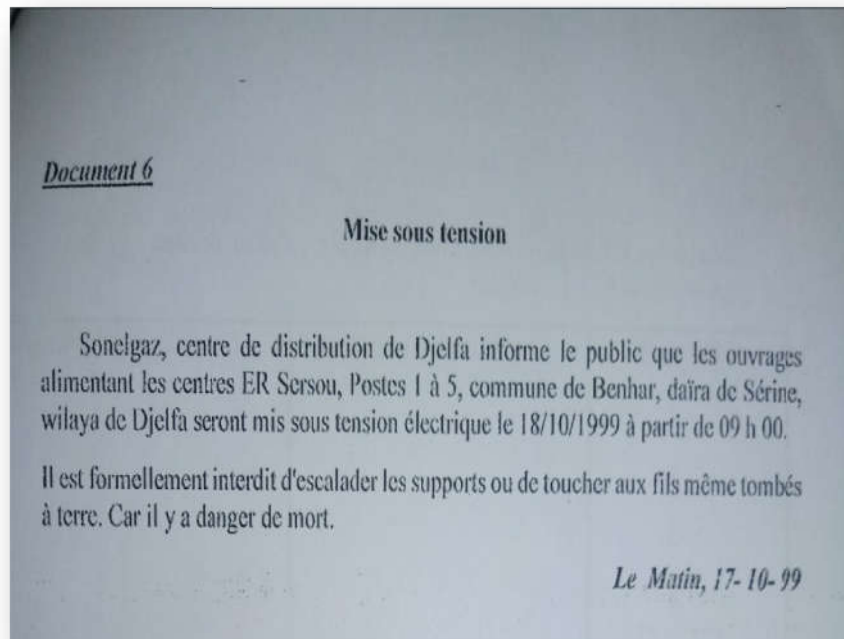 Document 6
Mise sous tension
Sonelgaz, centre de distribution de Djelfa informe le public que les ouvrages
alimentant les centres ER Sersou, Postes 1 à 5, commune de Benhar, daïra de Sérine,
wilaya de Djelfa seront mis sous tension électrique le 18/10/1999 à partir de 09 h 00.
Il est formellement interdit d'escalader les supports ou de toucher aux fils même tombés
à terre. Car il y a danger de mort.
Le Matin, 17- 10- 99